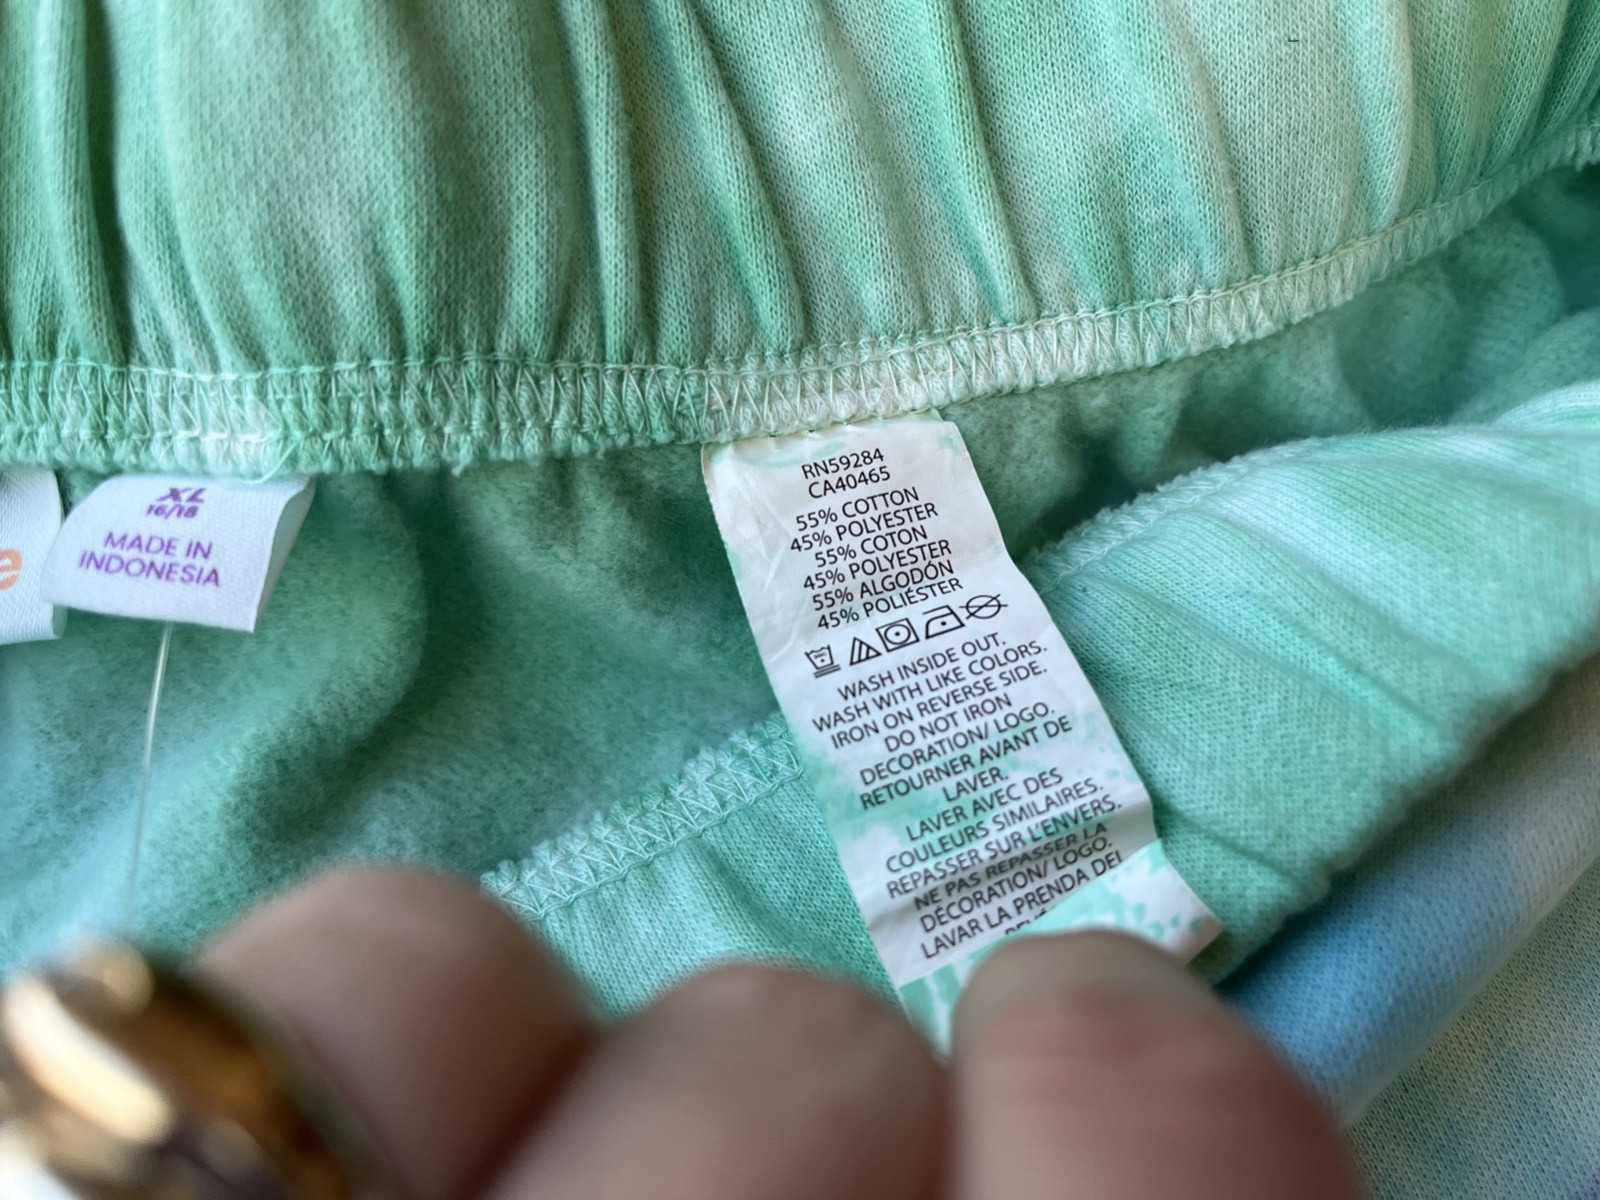 e
XL
16/18
MADE IN
INDONESIA
RN59284
CA40465
55% COTTON
45% POLYESTER
55% COTON
45% POLYESTER
55% ALGODÓN
45% POLIÉSTER
WASH INSIDE OUT.
WASH WITH LIKE COLORS.
IRON ON REVERSE SIDE.
DO NOT IRON
DECORATION/ LOGO.
RETOURNER AVANT DE
LAVER.
LAVER AVEC DES
COULEURS SIMILAIRES.
REPASSER SUR L'ENVERS.
NE PAS REPASSER LA
DÉCORATION/ LOGO.
LAVAR LA PRENDA DEL